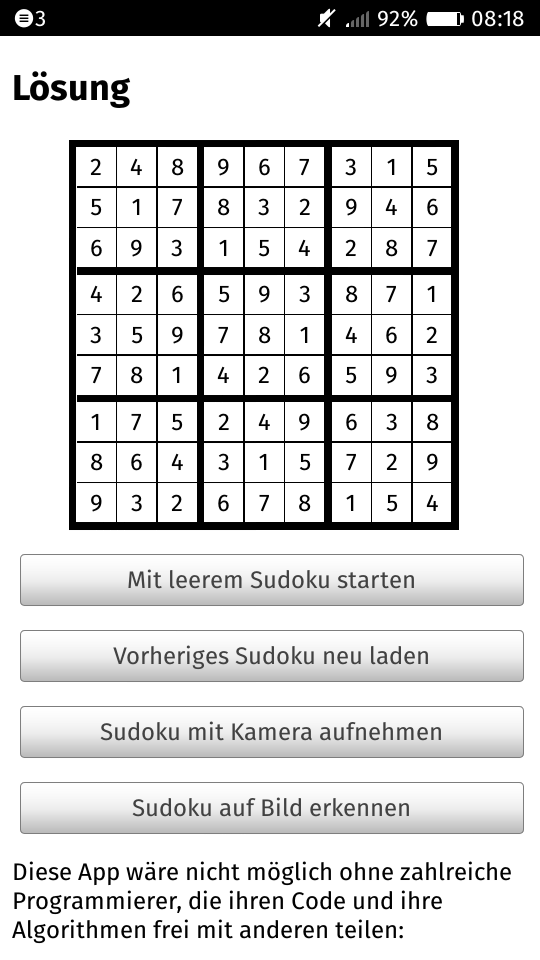 3 92% 08:18
Lösung
2 4 8 9 6 7 3 1 5
5 1 7 8 3 2 9 4 6
6 9 3 1 5 4 2 8 7
4 2 6 5 9 3 8 7 1
3 5 9 7 8 1 4 6 2
7 8 1 4 2 6 5 9 3
1 7 5 2 4 9 6 3 8
8 6 4 3 1 5 7 2 9
9 3 2 6 7 8 1 5 4
Mit leerem Sudoku starten
Vorheriges Sudoku neu laden
Sudoku mit Kamera aufnehmen
Sudoku auf Bild erkennen
Diese App wäre nicht möglich ohne zahlreiche
Programmierer, die ihren Code und ihre
Algorithmen frei mit anderen teilen: